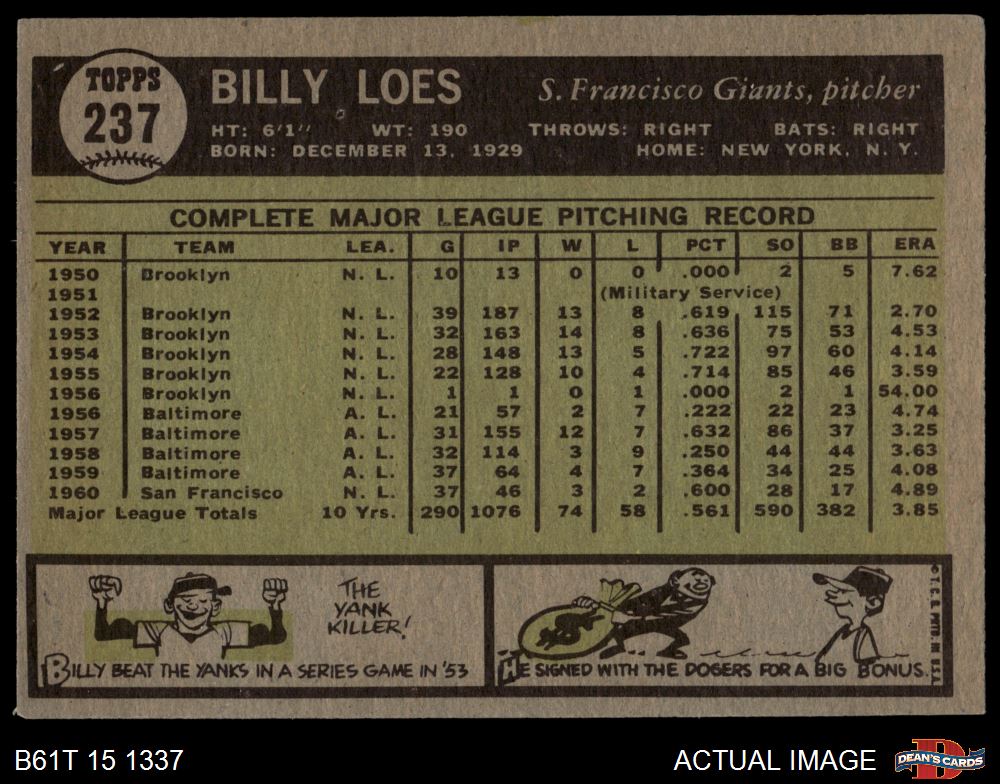 TOPPS
237
BILLY LOES
S. Francisco Giants, pitcher
HT: 6'1" WT: 190 THROWS: RIGHT BATS: RIGHT
BORN: DECEMBER 13, 1929 HOME: NEW YORK, N. Y.
COMPLETE MAJOR LEAGUE PITCHING RECORD
YEAR TEAM LEA. G IP W L PCT SO BB ERA
1950 Brooklyn N. L. 10 13 0 0 .000 2 5 7.62
1951 (Military Service)
1952 Brooklyn N. L. 39 187 13 8 .619 115 71 2.70
1953 Brooklyn N. L. 32 163 14 8 .636 75 53 4.53
1954 Brooklyn N. L. 28 148 13 5 .722 97 60 4.14
1955 Brooklyn N. L. 22 128 10 4 .714 85 46 3.59
1956 Brooklyn N. L. 1 1 0 1 .000 2 1 54.00
1956 Baltimore A. L. 21 57 2 7 .222 22 23 4.74
1957 Baltimore A. L. 31 155 12 7 .632 86 37 3.25
1958 Baltimore A. L. 32 114 3 9 .250 44 44 3.63
1959 Baltimore A. L. 37 64 4 7 .364 34 25 4.08
1960 San Francisco N. L. 37 46 3 2 .600 28 17 4.89
Major League Totals 10 Yrs. 290 1076 74 58 .561 590 382 3.85
THE
YANK
KILLER!
BILLY BEAT THE YANKS IN A SERIES GAME IN '53
$
HE SIGNED WITH THE DOGERS FOR A BIG BONUS.
© T. C. G. PRTD. IN U.S.A.
B61T 15 1337
ACTUAL IMAGE
DEAN'S CARDS